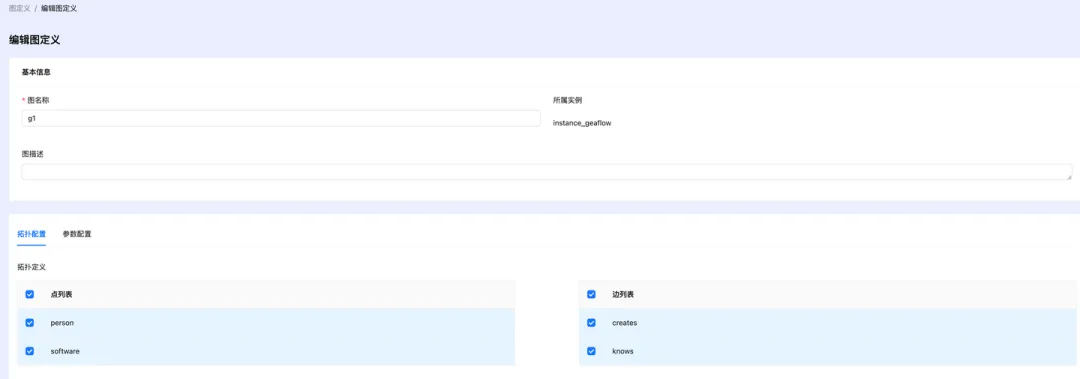 图定义 / 编辑图定义
编辑图定义
基本信息
* 图名称
所属实例
g1
instance_geaflow
图描述
拓扑配置 参数配置
拓扑定义
点列表
边列表
person
creates
software
knows